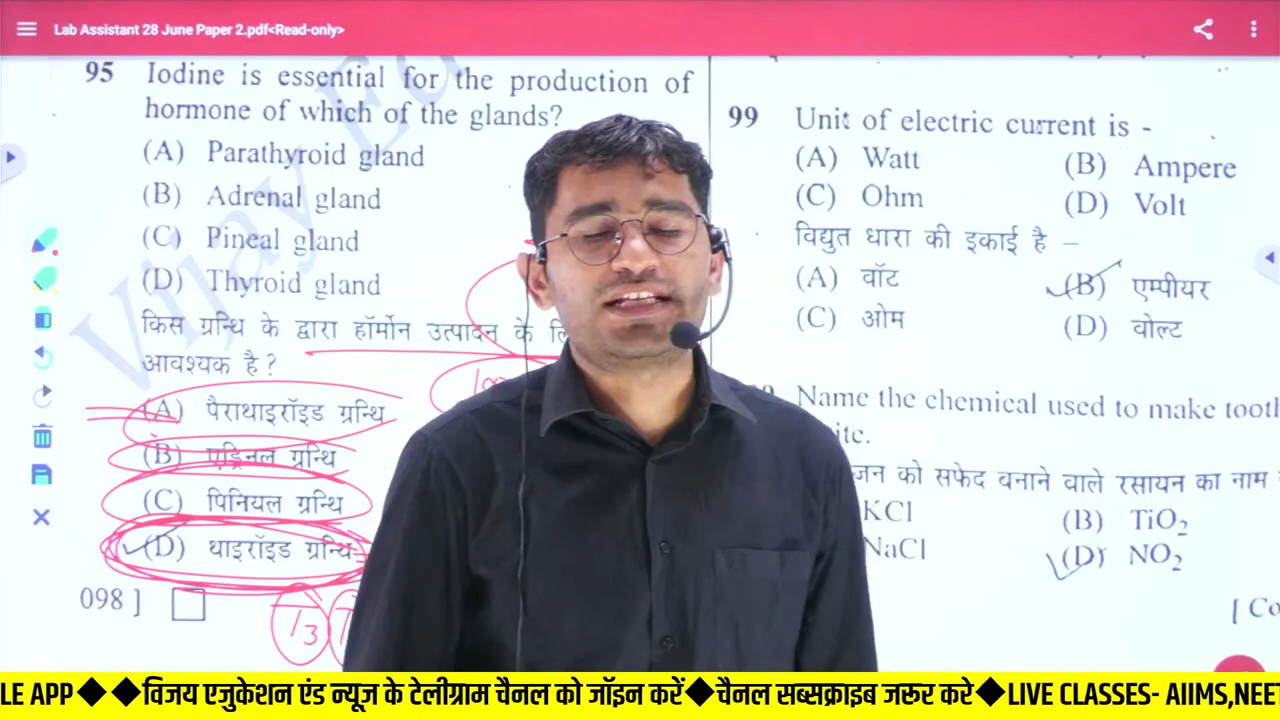 Lab Assistant 28 June Paper 2.pdf<Read-only>
Vijay Ed
95 Iodine is essential for the production of
hormone of which of the glands?
(A) Parathyroid gland
(B) Adrenal gland
(C) Pineal gland
(D) Thyroid gland
किस ग्रन्थि के द्वारा हॉर्मोन उत्पादन के
आवश्यक है ?
(A) पैराथाइरॉइड ग्रन्थि
(B) एड्रिनल ग्रन्थि
(C) पिनियल ग्रन्थि
(D) थाइरॉइड ग्रन्थि
098 ]
T3
99 Unit of electric current is -
(A) Watt (B) Ampere
(C) Ohm (D) Volt
विद्युत धारा की इकाई है –
(A) वॉट (B) एम्पीयर
(C) ओम (D) वोल्ट
Name the chemical used to make tooth
को सफेद बनाने वाले रसायन का नाम
KCl (B) TiO2
NaCl (D) NO2
[ Co
LE APP◆◆विजय एजुकेशन एंड न्यूज के टेलीग्राम चैनल को जॉइन करें◆चैनल सब्सक्राइब जरूर करे◆LIVE CLASSES- AIIMS,NEET